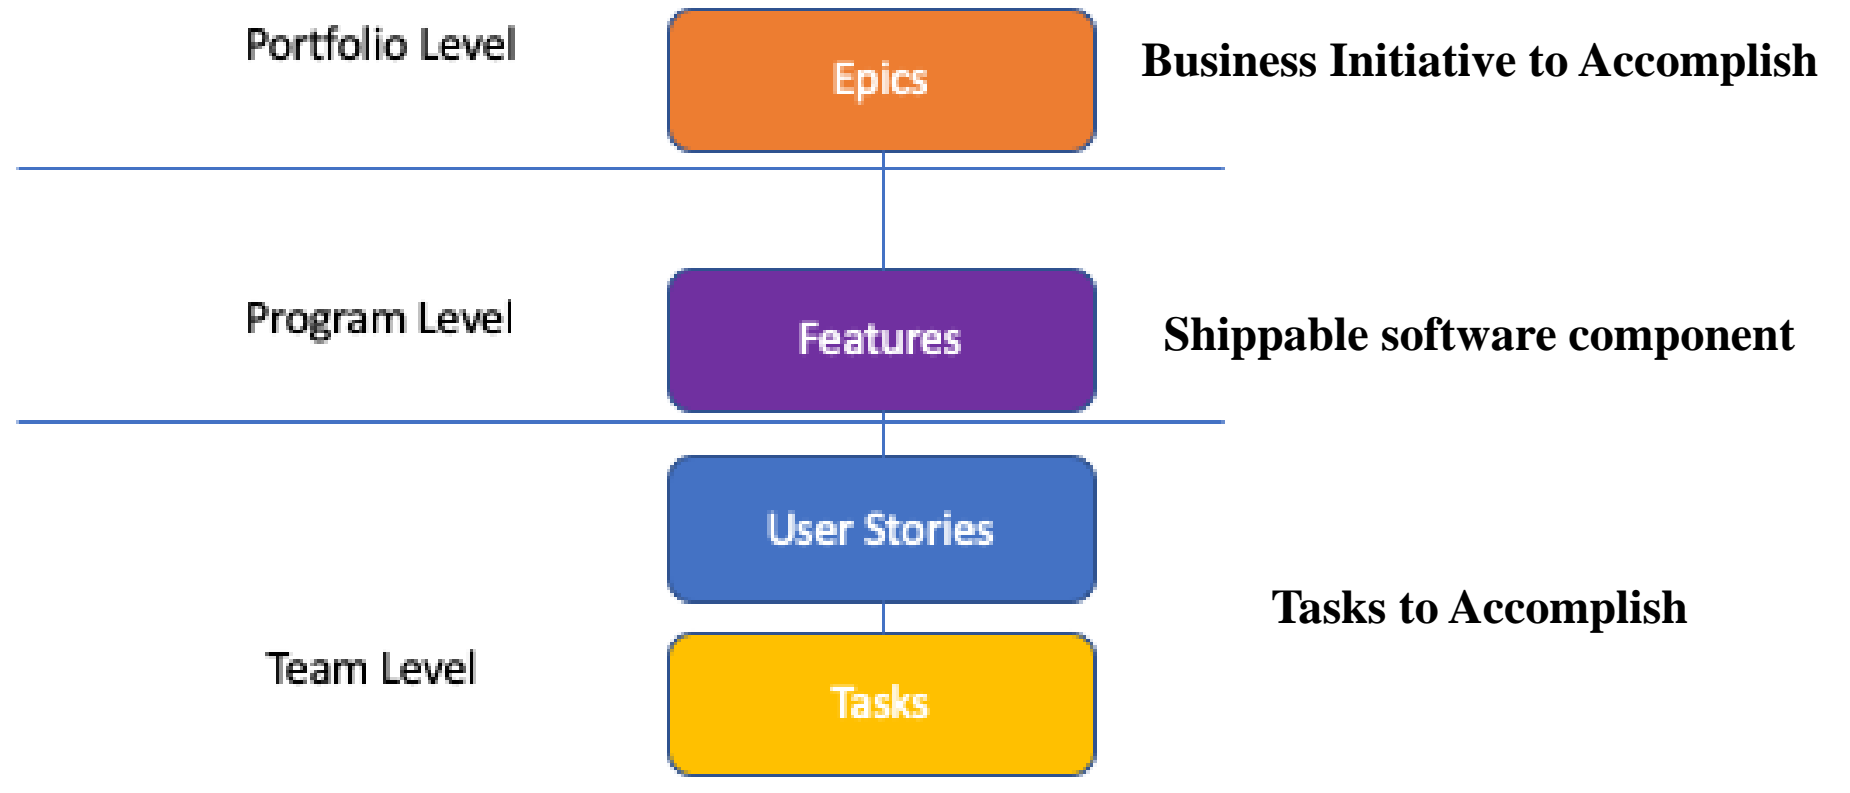 Portfolio Level
Epics
Business Initiative to Accomplish
Program Level
Features
Shippable software component
User Stories
Tasks to Accomplish
Team Level
Tasks